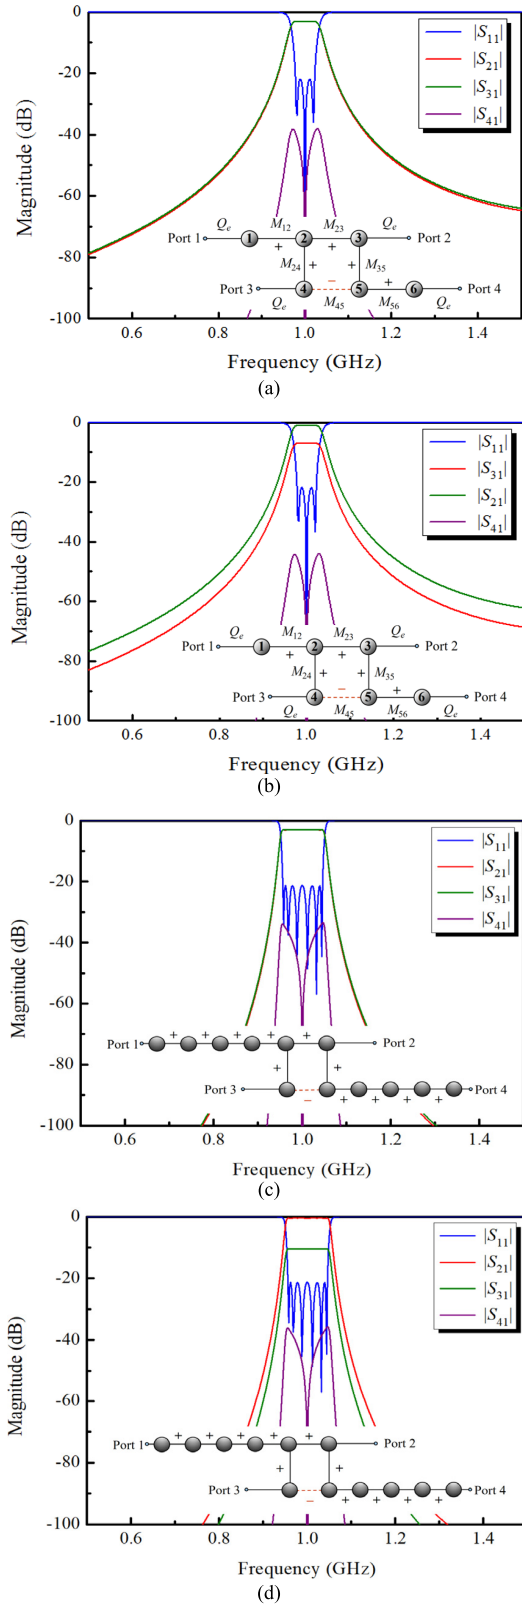 0
-20
-40
-60
-80
-100
Magnitude (dB)
|S11|
|S21|
|S31|
|S41|
Port 1 Qe M12 M23 Qe Port 2
1 2 3
+ +
M24 + + M35
−
+
Port 3 4 5 6 Port 4
Qe M45 M56 Qe
0.6 0.8 1.0 1.2 1.4
Frequency (GHz)
(a)
0
-20
-40
-60
-80
-100
Magnitude (dB)
|S11|
|S31|
|S21|
|S41|
Port 1 Qe M12 M23 Qe Port 2
1 2 3
+ +
M24 + + M35
−
+
Port 3 4 5 6 Port 4
Qe M45 M56 Qe
0.6 0.8 1.0 1.2 1.4
Frequency (GHz)
(b)
0
-20
-40
-60
-80
-100
Magnitude (dB)
|S11|
|S21|
|S31|
|S41|
+ + + + +
Port 1 Port 2
+ +
Port 3 Port 4
− + + + +
0.6 0.8 1.0 1.2 1.4
Frequency (GHz)
(c)
0
-20
-40
-60
-80
-100
Magnitude (dB)
|S11|
|S21|
|S31|
|S41|
+ + + + +
Port 1 Port 2
+ +
Port 3 Port 4
− + + + +
0.6 0.8 1.0 1.2 1.4
Frequency (GHz)
(d)